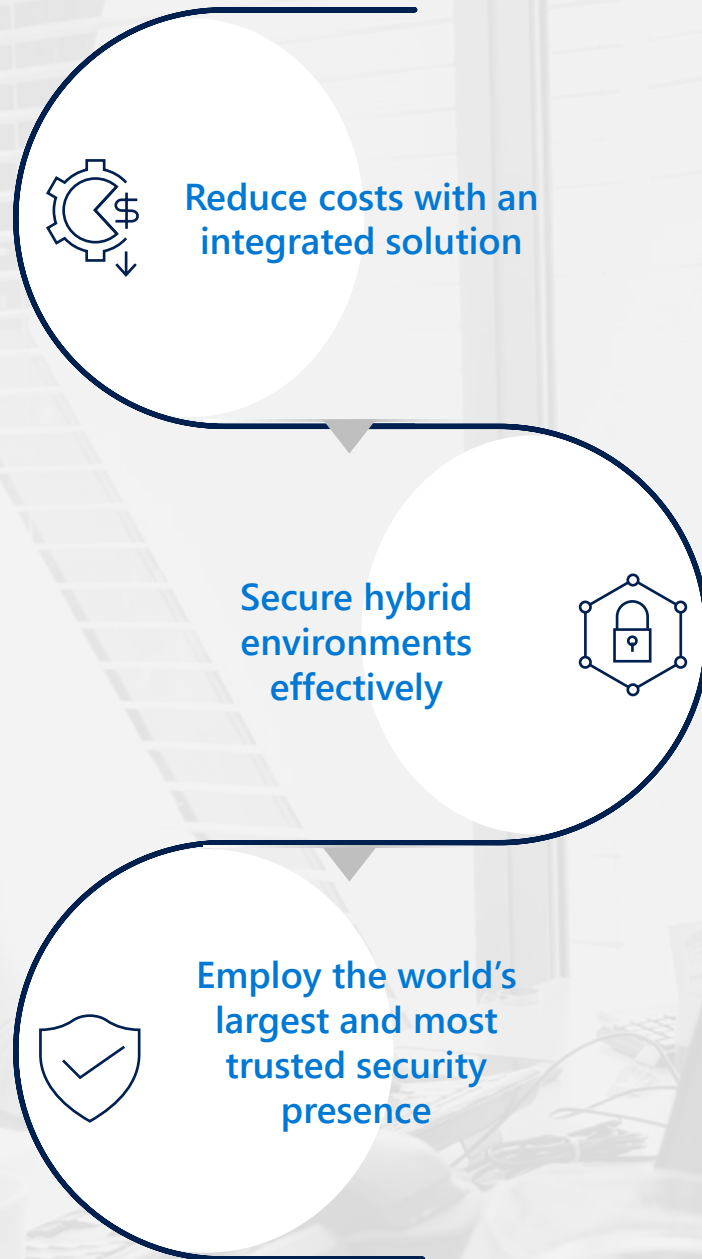 Reduce costs with an
integrated solution
Secure hybrid
environments
effectively
Employ the world’s
largest and most
trusted security
presence